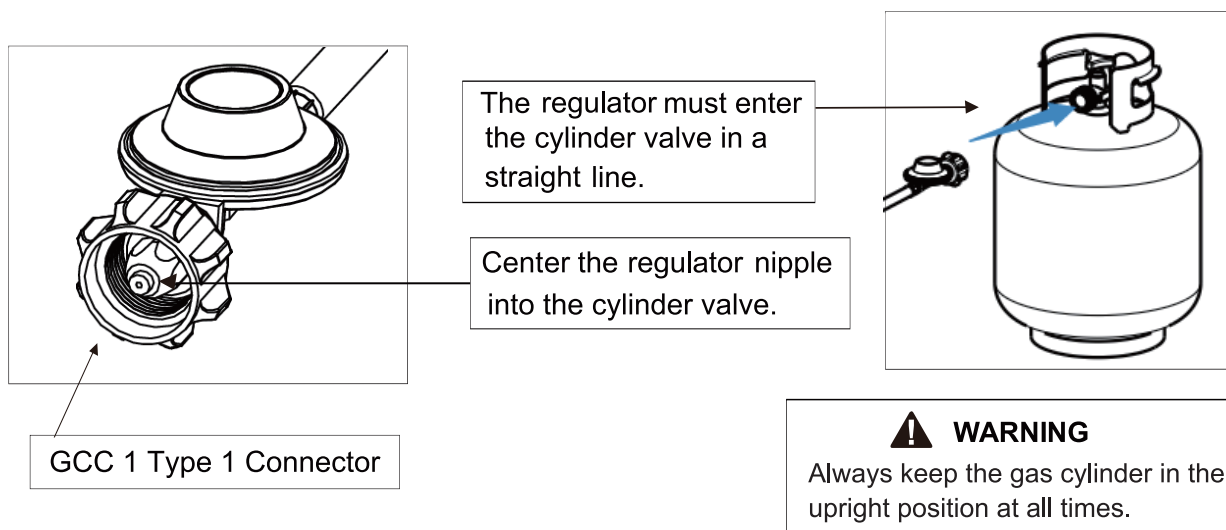 The regulator must enter
the cylinder valve in a
straight line.
Center the regulator nipple
into the cylinder valve.
GCC 1 Type 1 Connector
WARNING
Always keep the gas cylinder in the
upright position at all times.